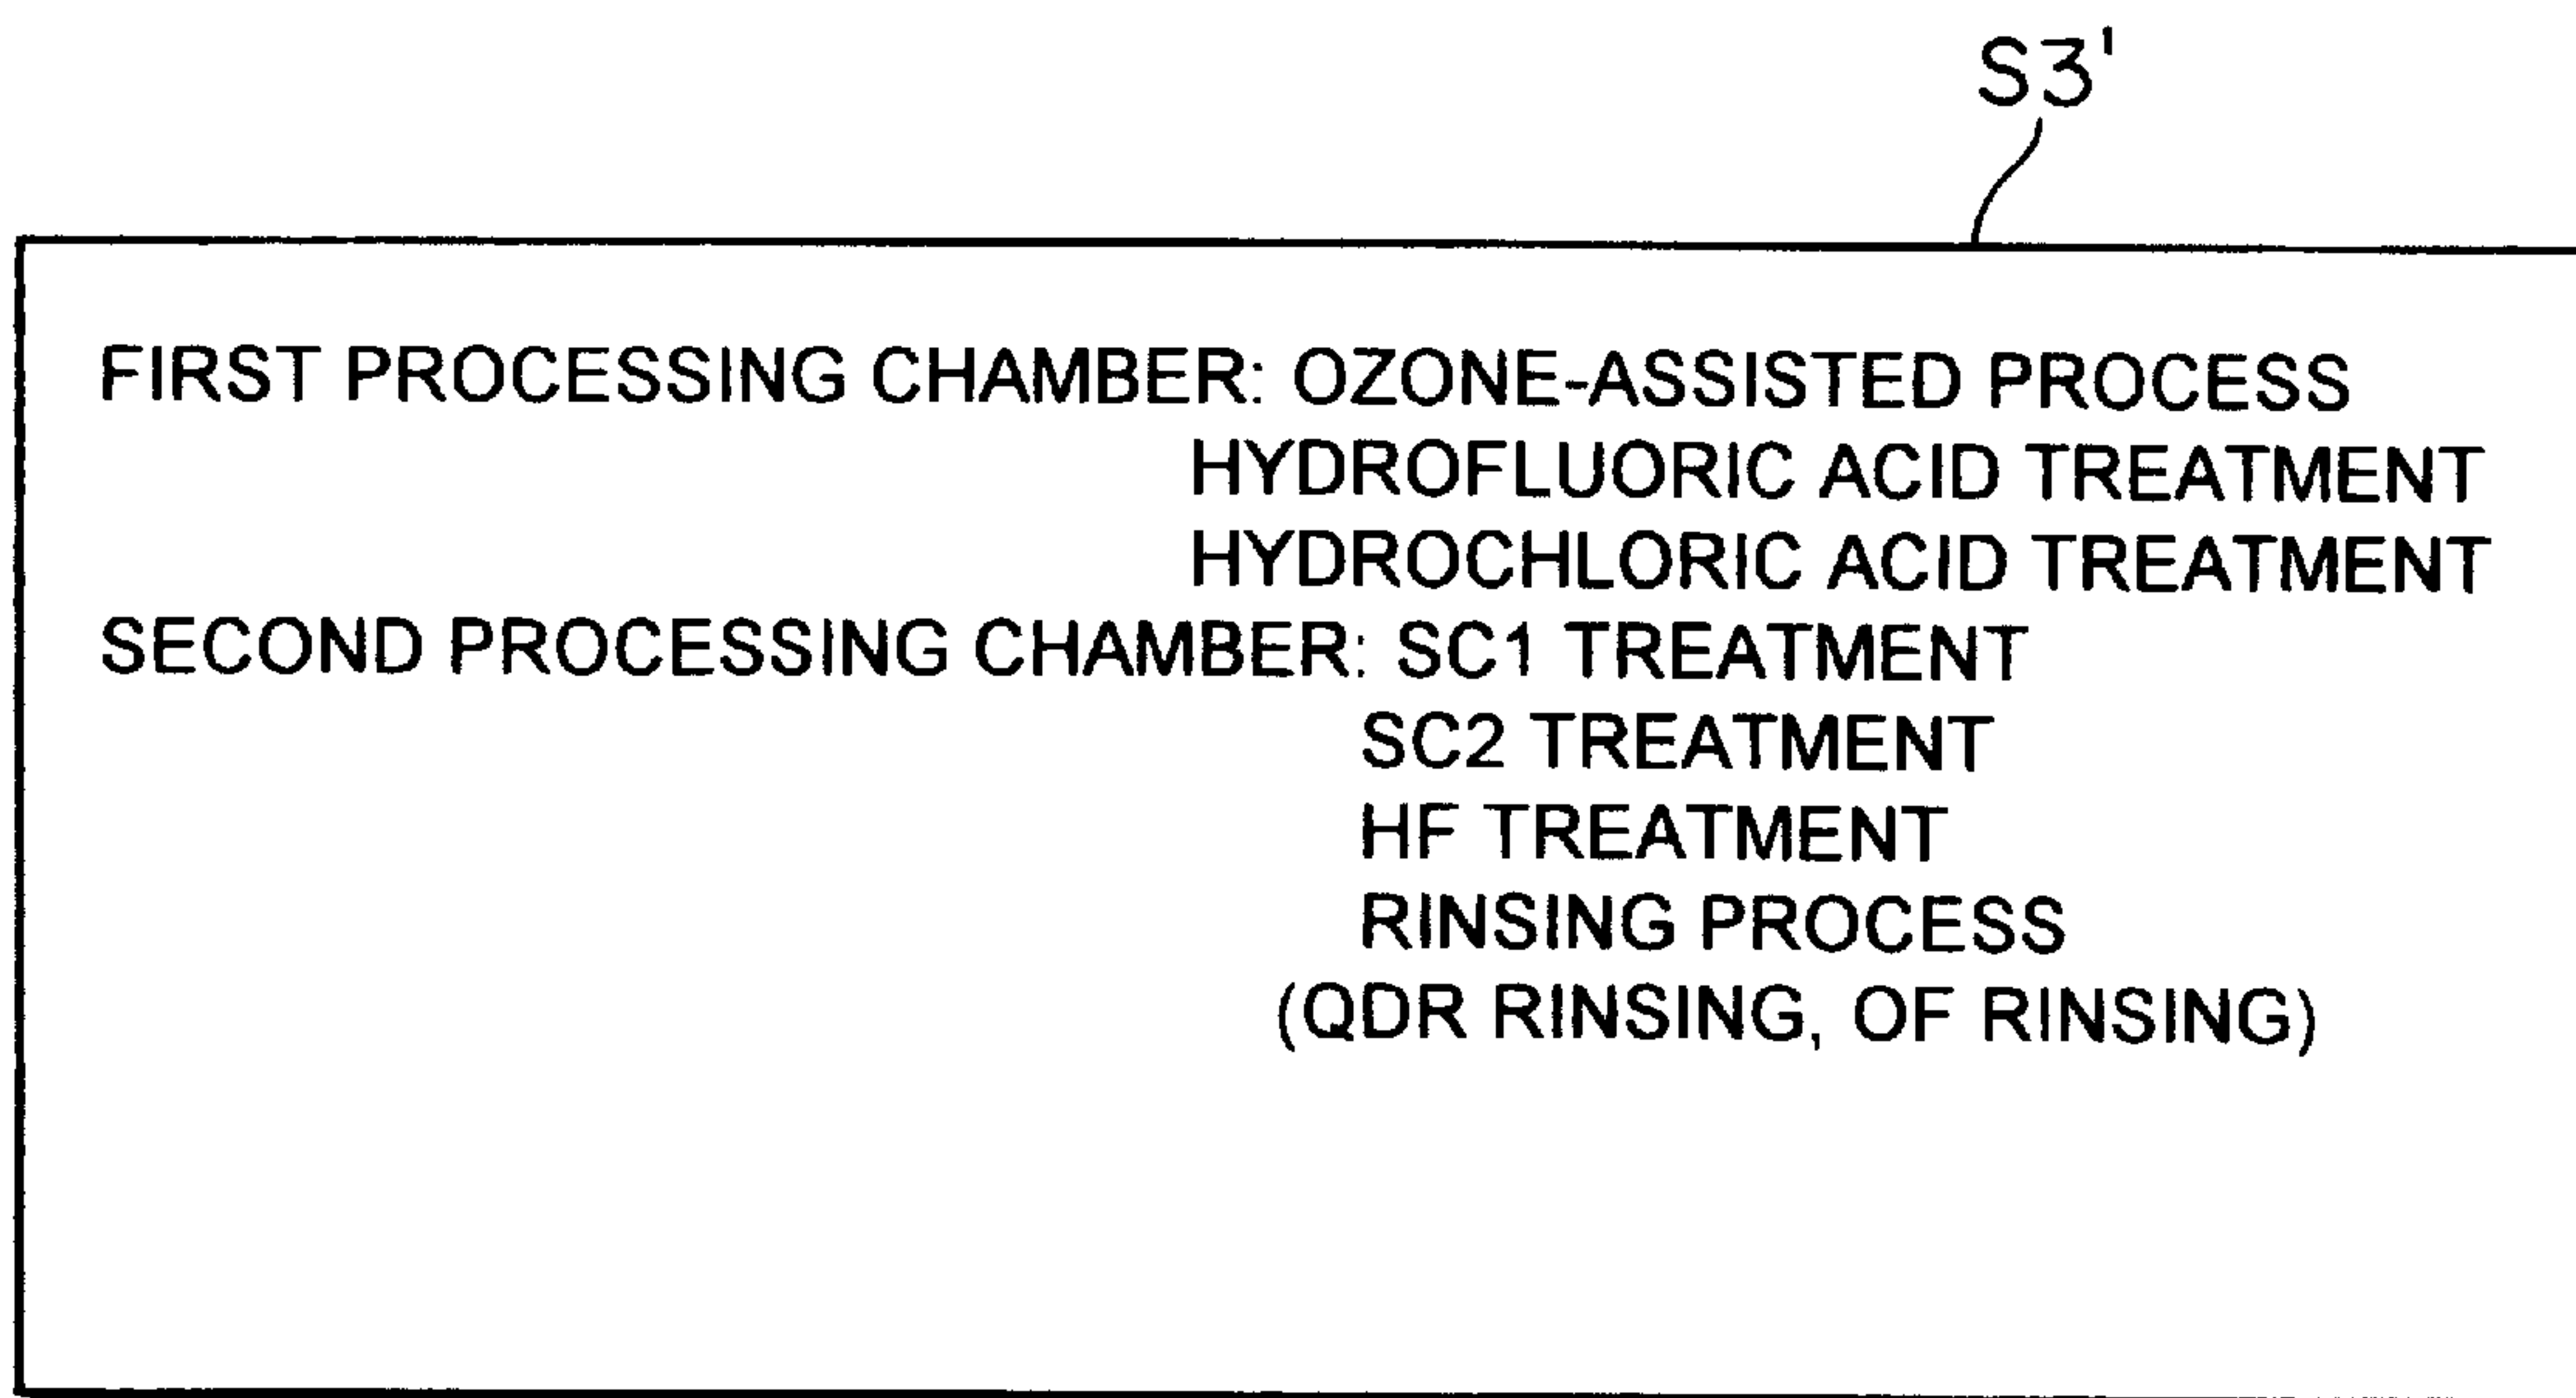 S3'
FIRST PROCESSING CHAMBER: OZONE-ASSISTED PROCESS
HYDROFLUORIC ACID TREATMENT
HYDROCHLORIC ACID TREATMENT
SECOND PROCESSING CHAMBER: SC1 TREATMENT
SC2 TREATMENT
HF TREATMENT
RINSING PROCESS
(QDR RINSING, OF RINSING)